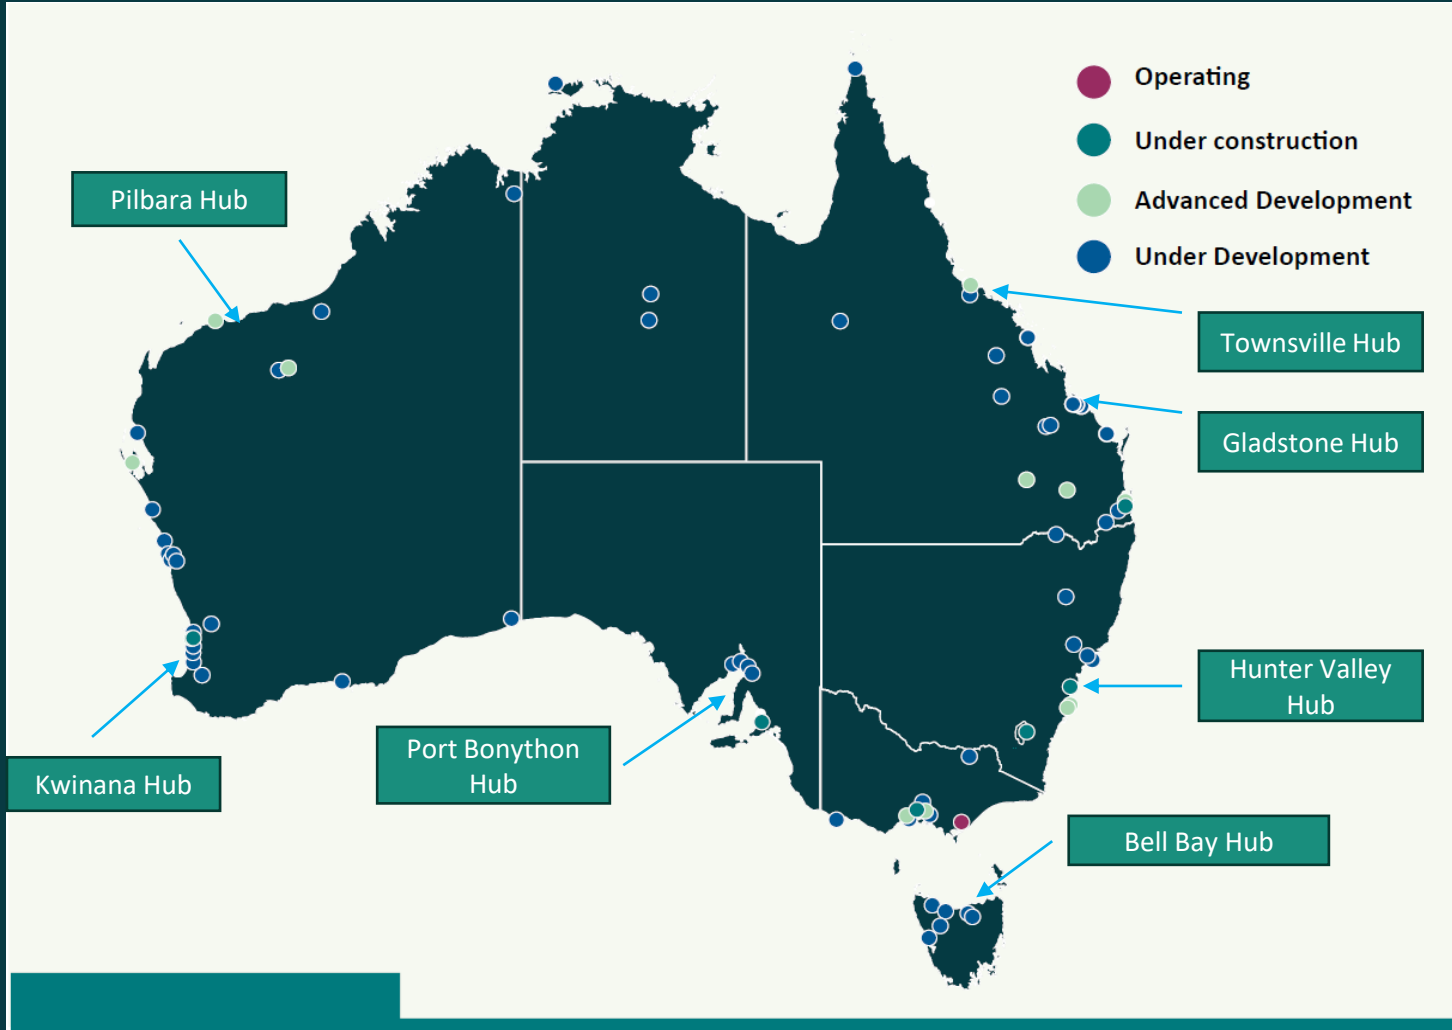 Operating
Under construction
Advanced Development
Under Development
Pilbara Hub
Townsville Hub
Gladstone Hub
Hunter Valley
Hub
Port Bonython
Hub
Kwinana Hub
Bell Bay Hub